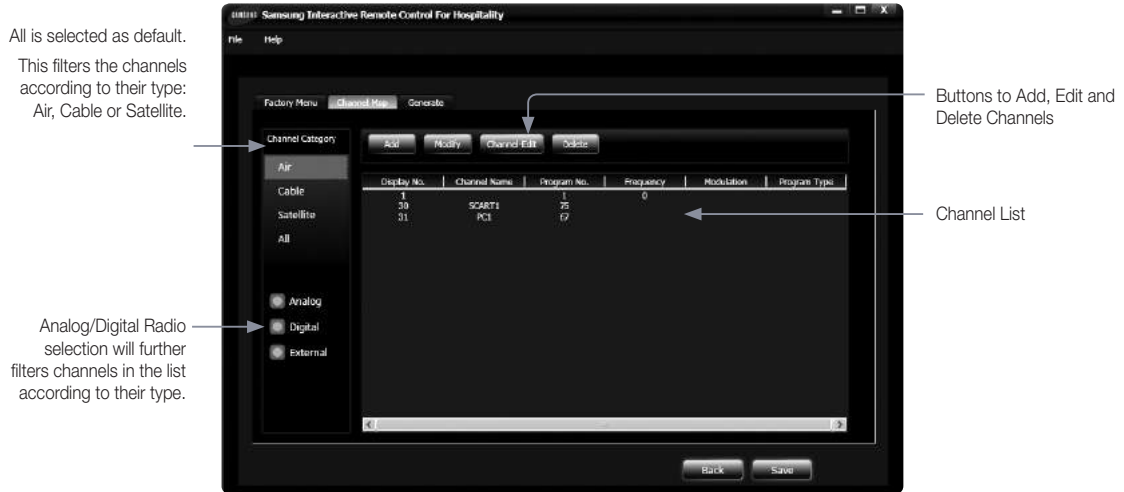 All is selected as default.
This filters the channels
according to their type:
Air, Cable or Satellite.
Analog/Digital Radio
selection will further
filters channels in the list
according to their type.
SAMSUNG Samsung Interactive Remote Control For Hospitality
File Help
Factory Menu Channel Map Generate
Channel Category
Add Modify Channel Edit Delete
Air
Cable
Satellite
All
Analog
Digital
External
Display No. Channel Name Program No. Frequency Modulation Program Type
1 1 0
30 SCART1 75
31 PC1 67
Back Save
Buttons to Add, Edit and
Delete Channels
Channel List